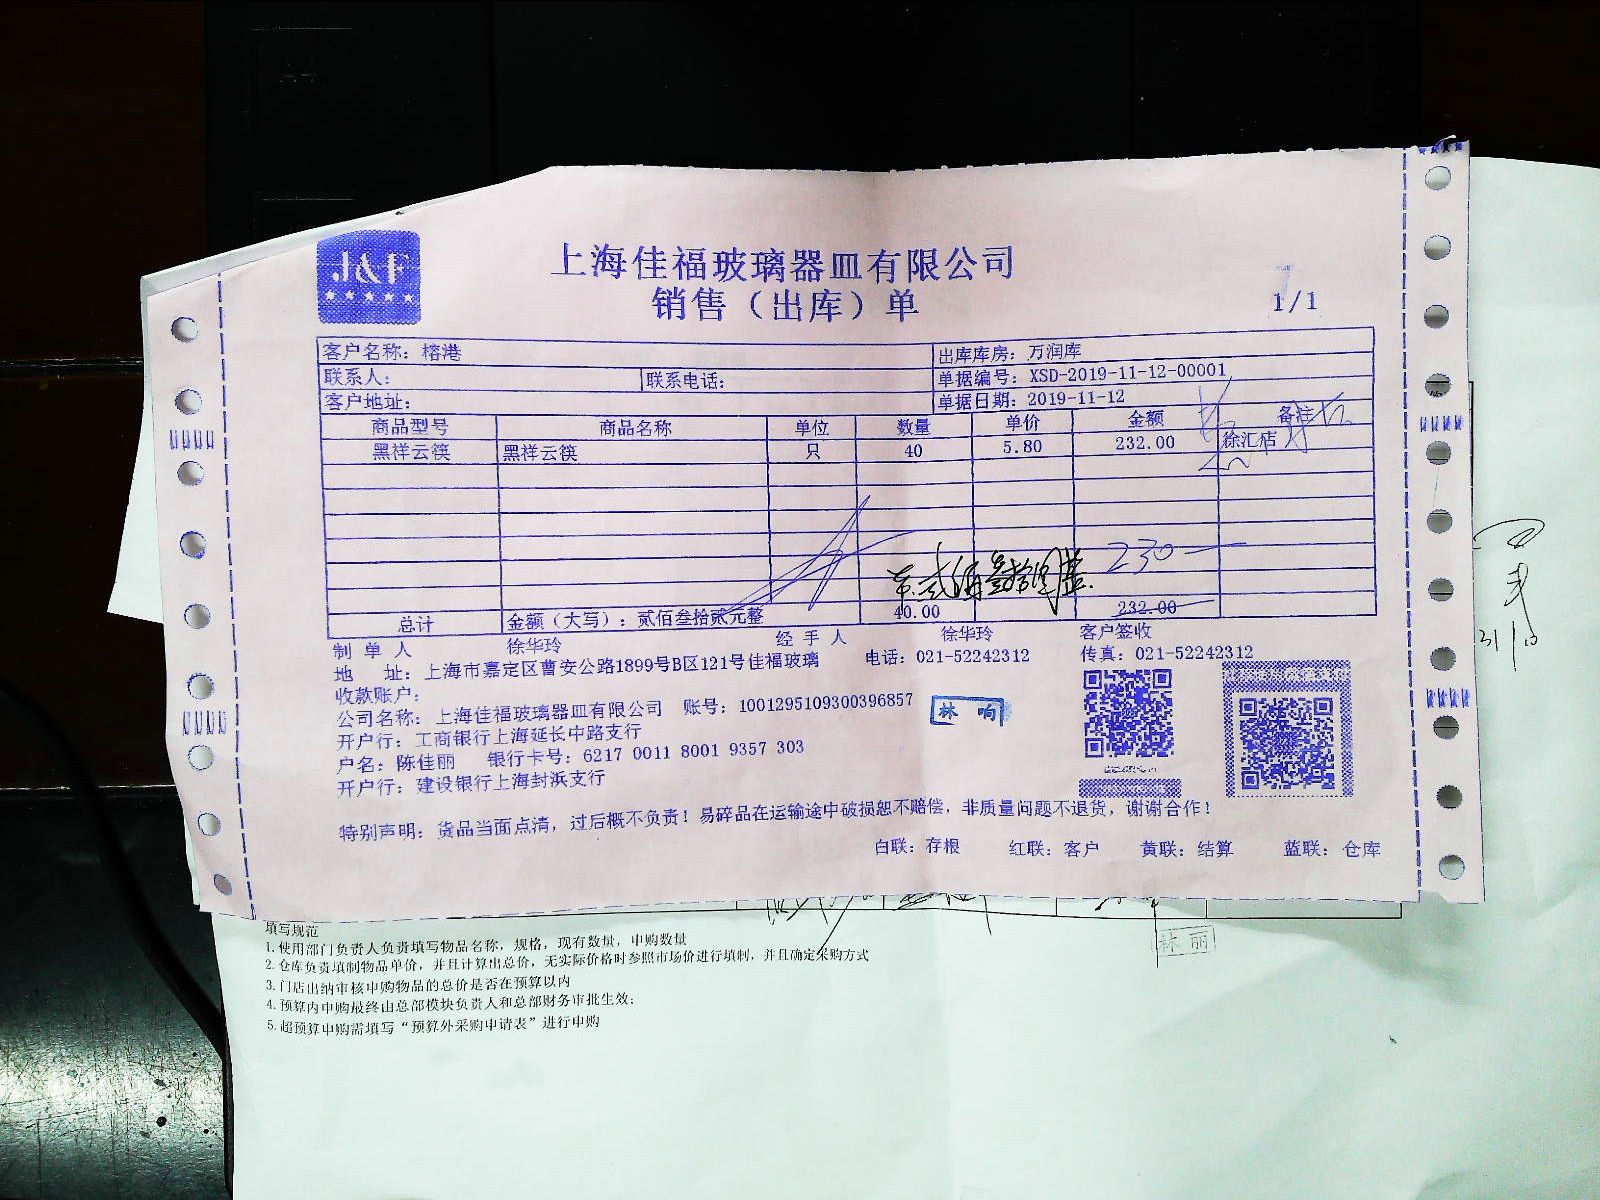 上海佳福玻璃器皿有限公司
销售（出库）单
1/1
客户名称：榕港
出库库房：万润库
联系人：
联系电话：
单据编号：XSD-2019-11-12-00001
客户地址：
单据日期：2019-11-12
商品型号 商品名称 单位 数量 单价 金额 备注
黑祥云筷 黑祥云筷 只 40 5.80 232.00 徐汇店
230
总计 金额（大写）：贰佰叁拾贰元整 40.00 232.00
制单人 徐华玲 经手人 徐华玲 客户签收
地 址：上海市嘉定区曹安公路1899号B区121号佳福玻璃 电话：021-52242312 传真：021-52242312
收款账户：
公司名称：上海佳福玻璃器皿有限公司 账号：1001295109300396857
林 响
开户行：工商银行上海延长中路支行
户名：陈佳丽 银行卡号：6217 0011 8001 9357 303
开户行：建设银行上海封浜支行
特别声明：货品当面点清，过后概不负责！易碎品在运输途中破损恕不赔偿，非质量问题不退货，谢谢合作！
白联：存根 红联：客户 黄联：结算 蓝联：仓库
林 丽
填写规范
1.使用部门负责人负责填写物品名称，规格，现有数量，申购数量
2.仓库负责填制物品单价，并且计算出总价，无实际价格时参照市场价进行填制，并且确定采购方式
3.门店出纳审核申购物品的总价是否在预算以内
4.预算内申购最终由总部模块负责人和总部财务审批生效；
5.超预算申购需填写“预算外采购申请表”进行申购